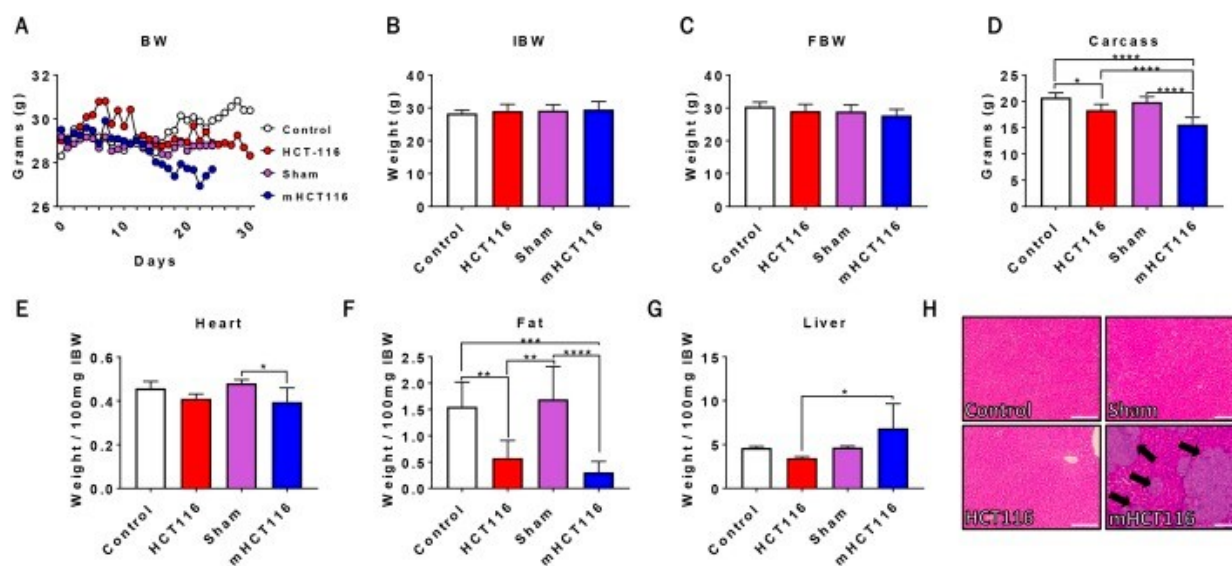 A
BW
Grams (g)
32
30
28
26
0
10
20
30
Days
Control
HCT-116
Sham
mHCT116
B
IBW
Weight (g)
40
30
20
10
0
Control
HCT116
Sham
mHCT116
C
FBW
Weight (g)
40
30
20
10
0
Control
HCT116
Sham
mHCT116
D
Carcass
Grams (g)
25
20
15
10
5
0
****
* ****
****
Control
HCT116
Sham
mHCT116
E
Heart
Weight / 100mg IBW
0.6
0.4
0.2
0.0
*
Control
HCT116
Sham
mHCT116
F
Fat
Weight / 100mg IBW
2.5
2.0
1.5
1.0
0.5
0.0
***
** ** ****
Control
HCT116
Sham
mHCT116
G
Liver
Weight / 100mg IBW
15
10
5
0
*
Control
HCT116
Sham
mHCT116
H
Control
Sham
HCT116
mHCT116